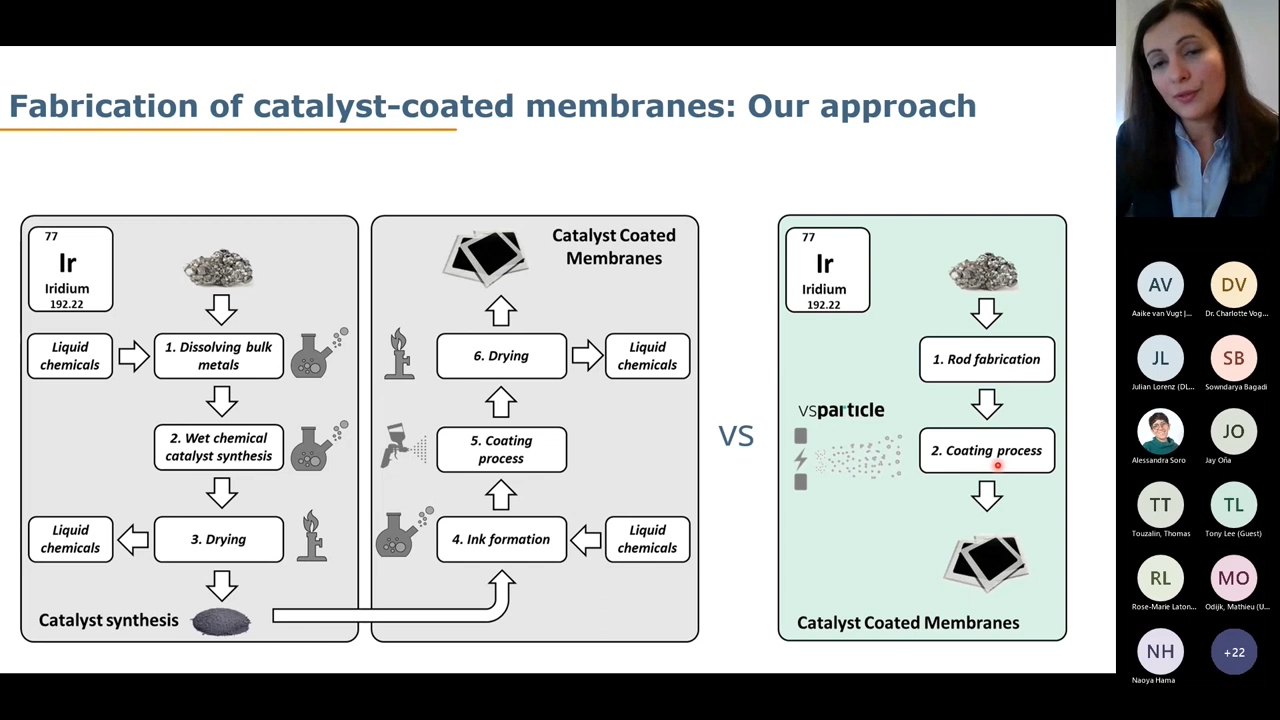 Fabrication of catalyst-coated membranes: Our approach
77
Ir
Iridium
192.22
Liquid
chemicals
1. Dissolving bulk
metals
2. Wet chemical
catalyst synthesis
Liquid
chemicals
3. Drying
Catalyst synthesis
Catalyst Coated
Membranes
6. Drying
Liquid
chemicals
5. Coating
process
4. Ink formation
Liquid
chemicals
VS
77
Ir
Iridium
192.22
1. Rod fabrication
vsparticle
2. Coating process
Catalyst Coated Membranes
AV
Aaike van Vugt |...
DV
Dr. Charlotte Vog...
JL
Julian Lorenz (DL...
SB
Sowndarya Bagadi
Alessandra Soro
JO
Jay Oña
TT
Touzalin, Thomas
TL
Tony Lee (Guest)
RL
Rose-Marie Laton...
MO
Odijk, Mathieu (U...
NH
Naoya Hama
+22